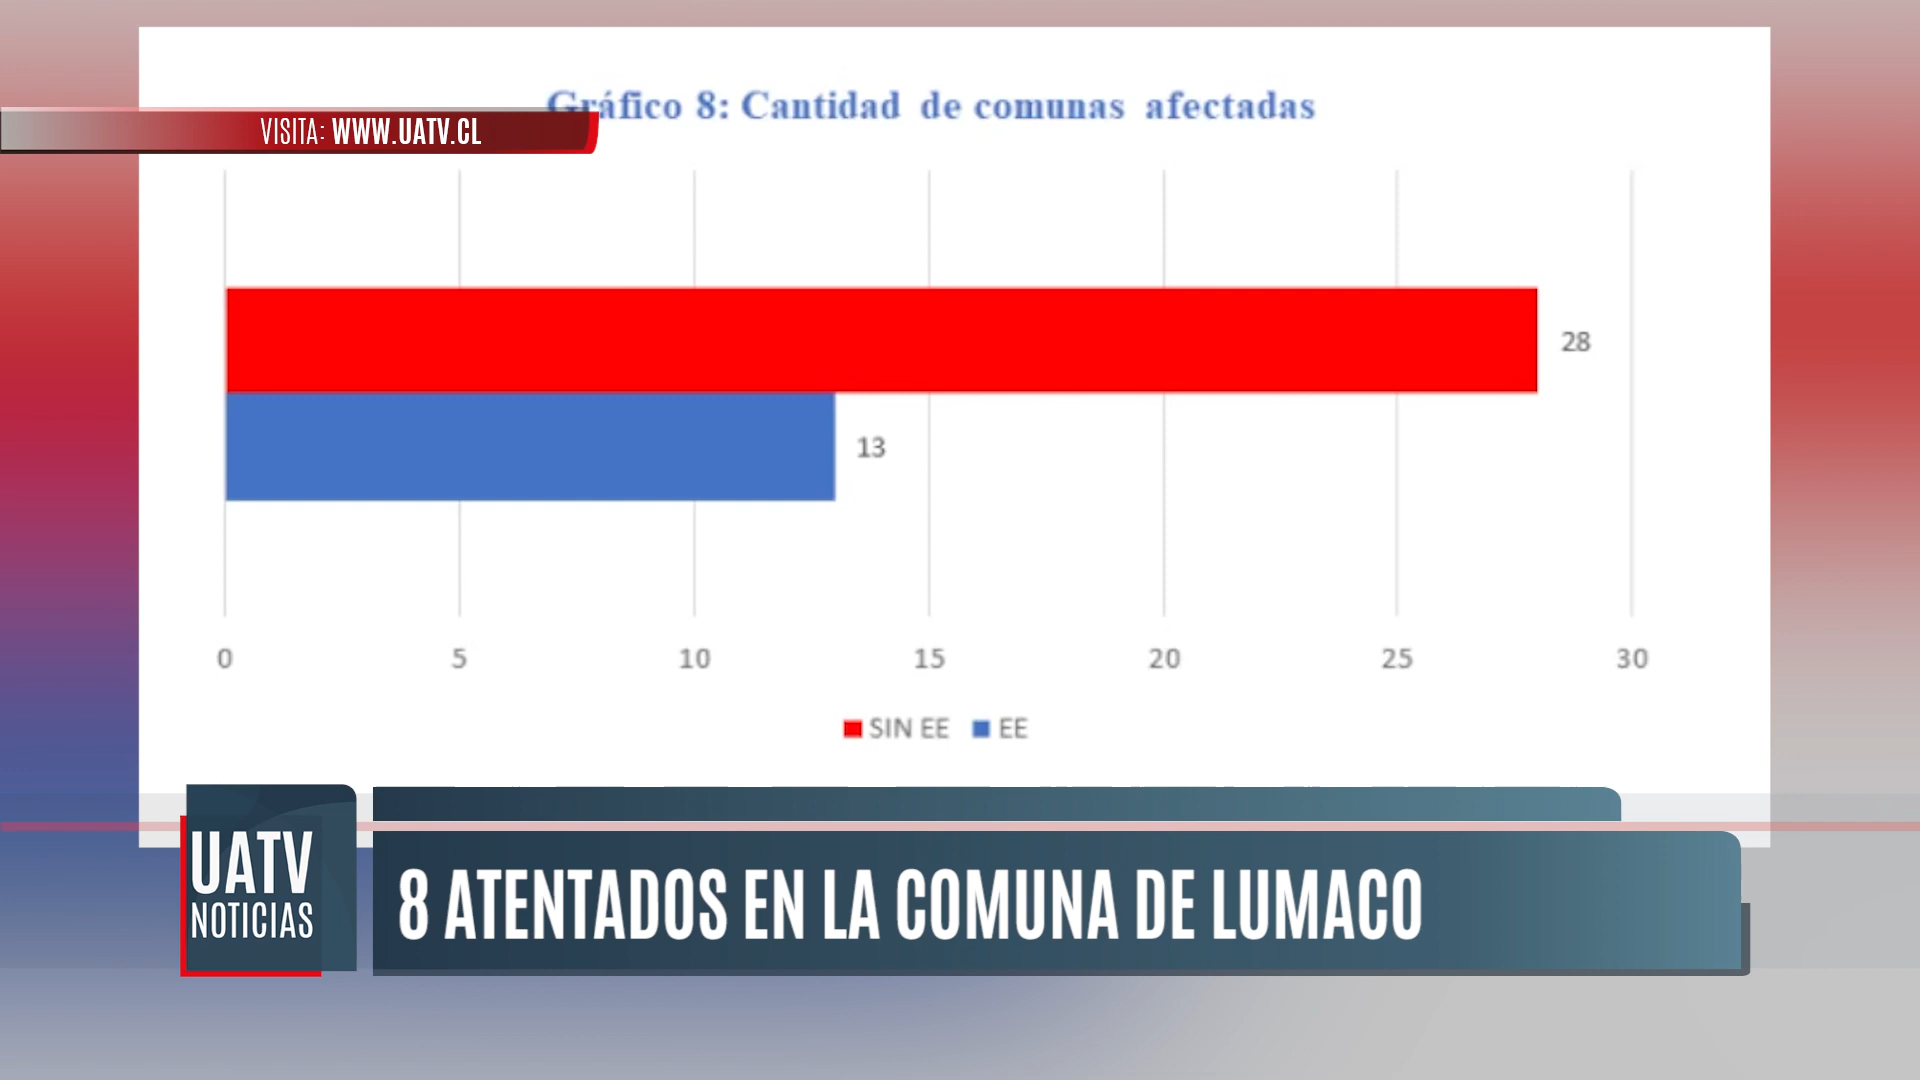 Gráfico 8: Cantidad de comunas afectadas
VISITA: WWW.UATV.CL
28
13
0 5 10 15 20 25 30
SIN EE EE
UATV
NOTICIAS
8 ATENTADOS EN LA COMUNA DE LUMACO